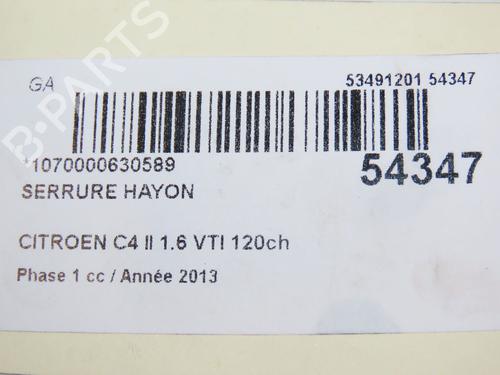 GA
53491201 54347
*1070000630589
54347
SERRURE HAYON
CITROEN C4 II 1.6 VTI 120ch
Phase 1 cc / Année 2013
B-PARTS